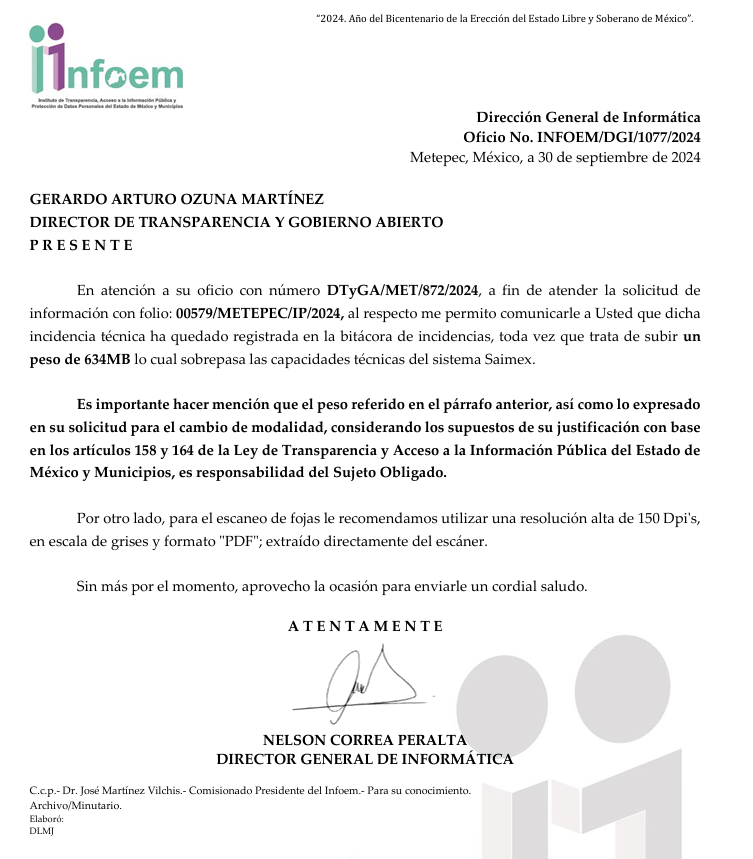 “2024. Año del Bicentenario de la Erección del Estado Libre y Soberano de México”.
infoem
Instituto de Transparencia, Acceso a la Información Pública y
Protección de Datos Personales del Estado de México y Municipios
Dirección General de Informática
Oficio No. INFOEM/DGI/1077/2024
Metepec, México, a 30 de septiembre de 2024
GERARDO ARTURO OZUNA MARTÍNEZ
DIRECTOR DE TRANSPARENCIA Y GOBIERNO ABIERTO
P R E S E N T E
En atención a su oficio con número DTyGA/MET/872/2024, a fin de atender la solicitud de
información con folio: 00579/METEPEC/IP/2024, al respecto me permito comunicarle a Usted que dicha
incidencia técnica ha quedado registrada en la bitácora de incidencias, toda vez que trata de subir un
peso de 634MB lo cual sobrepasa las capacidades técnicas del sistema Saimex.
Es importante hacer mención que el peso referido en el párrafo anterior, así como lo expresado
en su solicitud para el cambio de modalidad, considerando los supuestos de su justificación con base
en los artículos 158 y 164 de la Ley de Transparencia y Acceso a la Información Pública del Estado de
México y Municipios, es responsabilidad del Sujeto Obligado.
Por otro lado, para el escaneo de fojas le recomendamos utilizar una resolución alta de 150 Dpi's,
en escala de grises y formato "PDF"; extraído directamente del escáner.
Sin más por el momento, aprovecho la ocasión para enviarle un cordial saludo.
A T E N T A M E N T E
NELSON CORREA PERALTA
DIRECTOR GENERAL DE INFORMÁTICA
C.c.p.- Dr. José Martínez Vilchis.- Comisionado Presidente del Infoem.- Para su conocimiento.
Archivo/Minutario.
Elaboró:
DLMJ